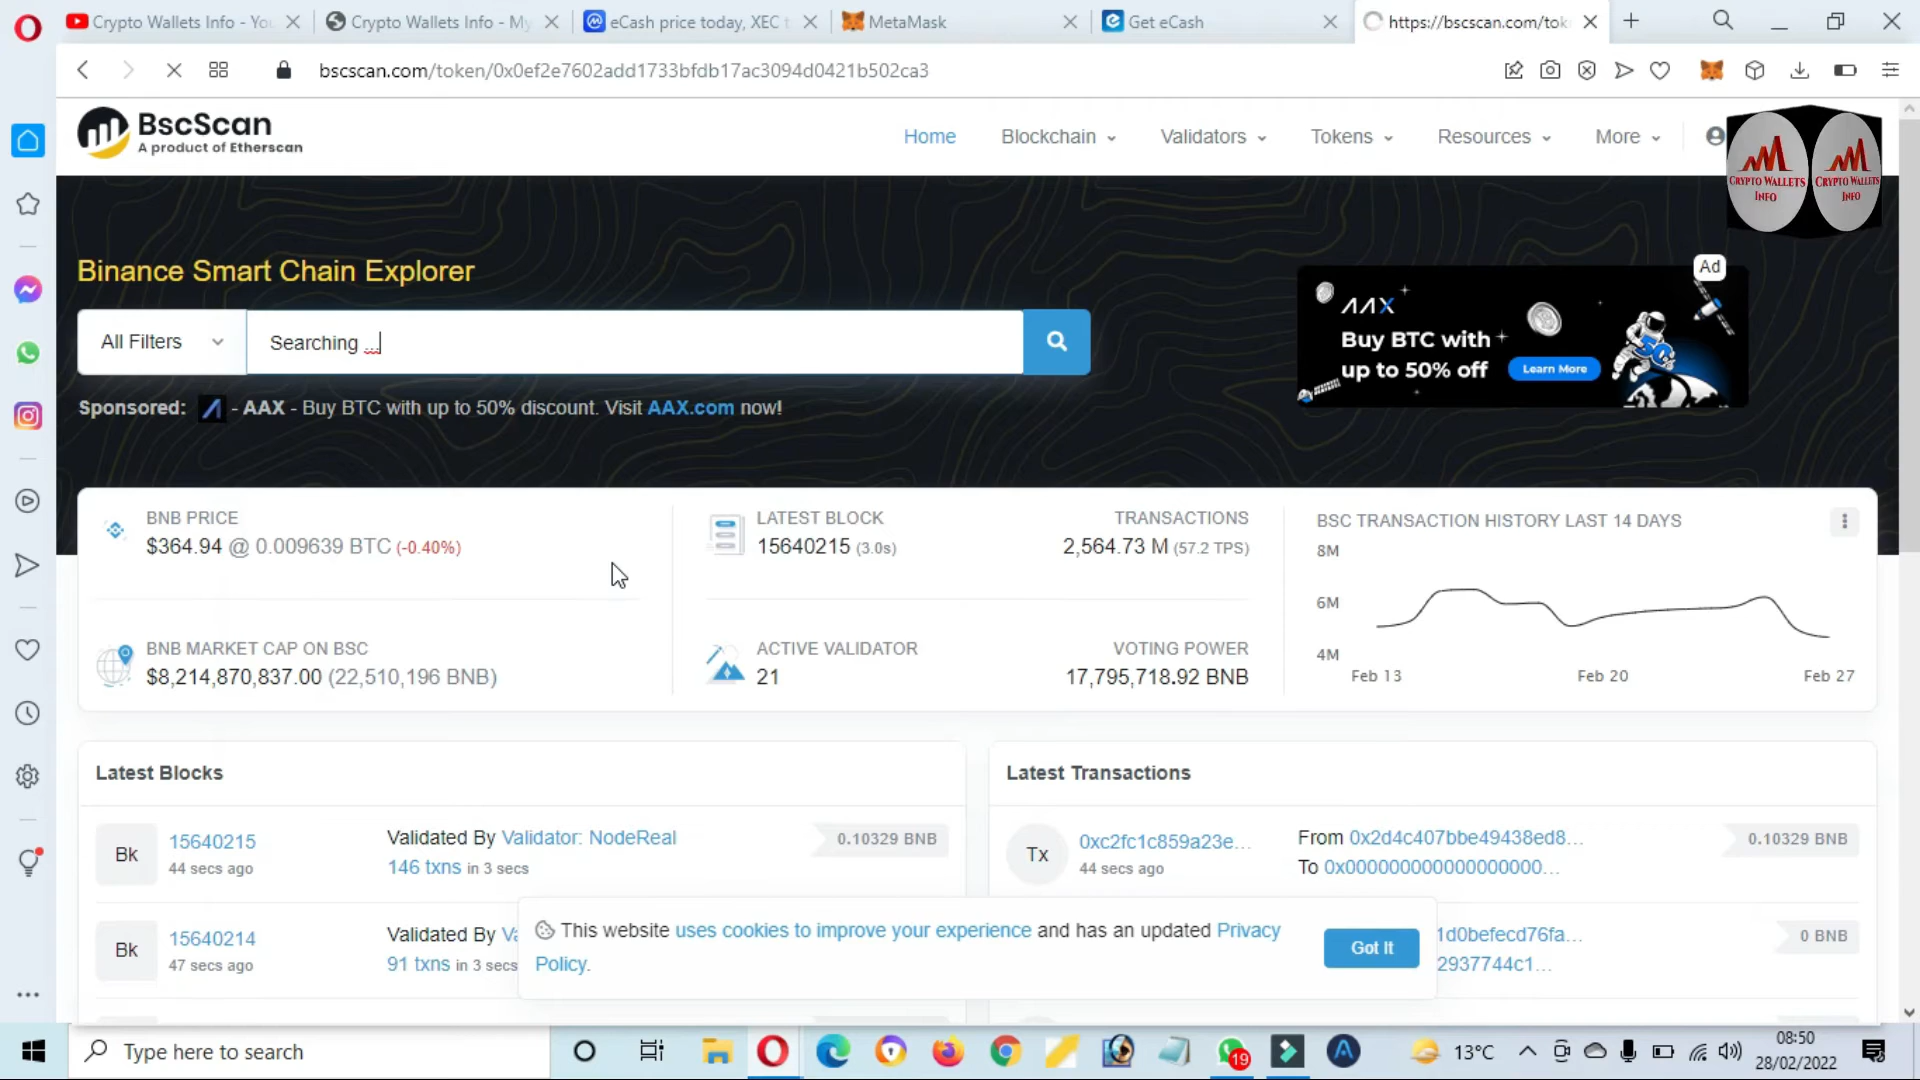 Crypto Wallets Info - You
Crypto Wallets Info - My
eCash price today, XEC t
MetaMask
Get eCash
https://bscscan.com/tok
bscscan.com/token/0x0ef2e7602add1733bfdb17ac3094d0421b502ca3
BscScan
A product of Etherscan
Home
Blockchain
Validators
Tokens
Resources
More
CRYPTO WALLETS
INFO
CRYPTO WALLETS
INFO
Binance Smart Chain Explorer
All Filters
Searching ...
Sponsored: - AAX - Buy BTC with up to 50% discount. Visit AAX.com now!
Ad
AAX
Buy BTC with
up to 50% off
Learn More
50%
BNB PRICE
$364.94 @ 0.009639 BTC (-0.40%)
BNB MARKET CAP ON BSC
$8,214,870,837.00 (22,510,196 BNB)
LATEST BLOCK
15640215 (3.0s)
TRANSACTIONS
2,564.73 M (57.2 TPS)
ACTIVE VALIDATOR
21
VOTING POWER
17,795,718.92 BNB
BSC TRANSACTION HISTORY LAST 14 DAYS
8M
6M
4M
Feb 13
Feb 20
Feb 27
Latest Blocks
Bk
15640215
44 secs ago
Validated By Validator: NodeReal
146 txns in 3 secs
0.10329 BNB
Bk
15640214
47 secs ago
Validated By Va
91 txns in 3 secs
Latest Transactions
Tx
0xc2fc1c859a23e...
44 secs ago
From 0x2d4c407bbe49438ed8...
To 0x000000000000000000...
0.10329 BNB
1d0befecd76fa...
2937744c1...
0 BNB
This website uses cookies to improve your experience and has an updated Privacy
Policy.
Got It
Type here to search
19
13°C
08:50
28/02/2022